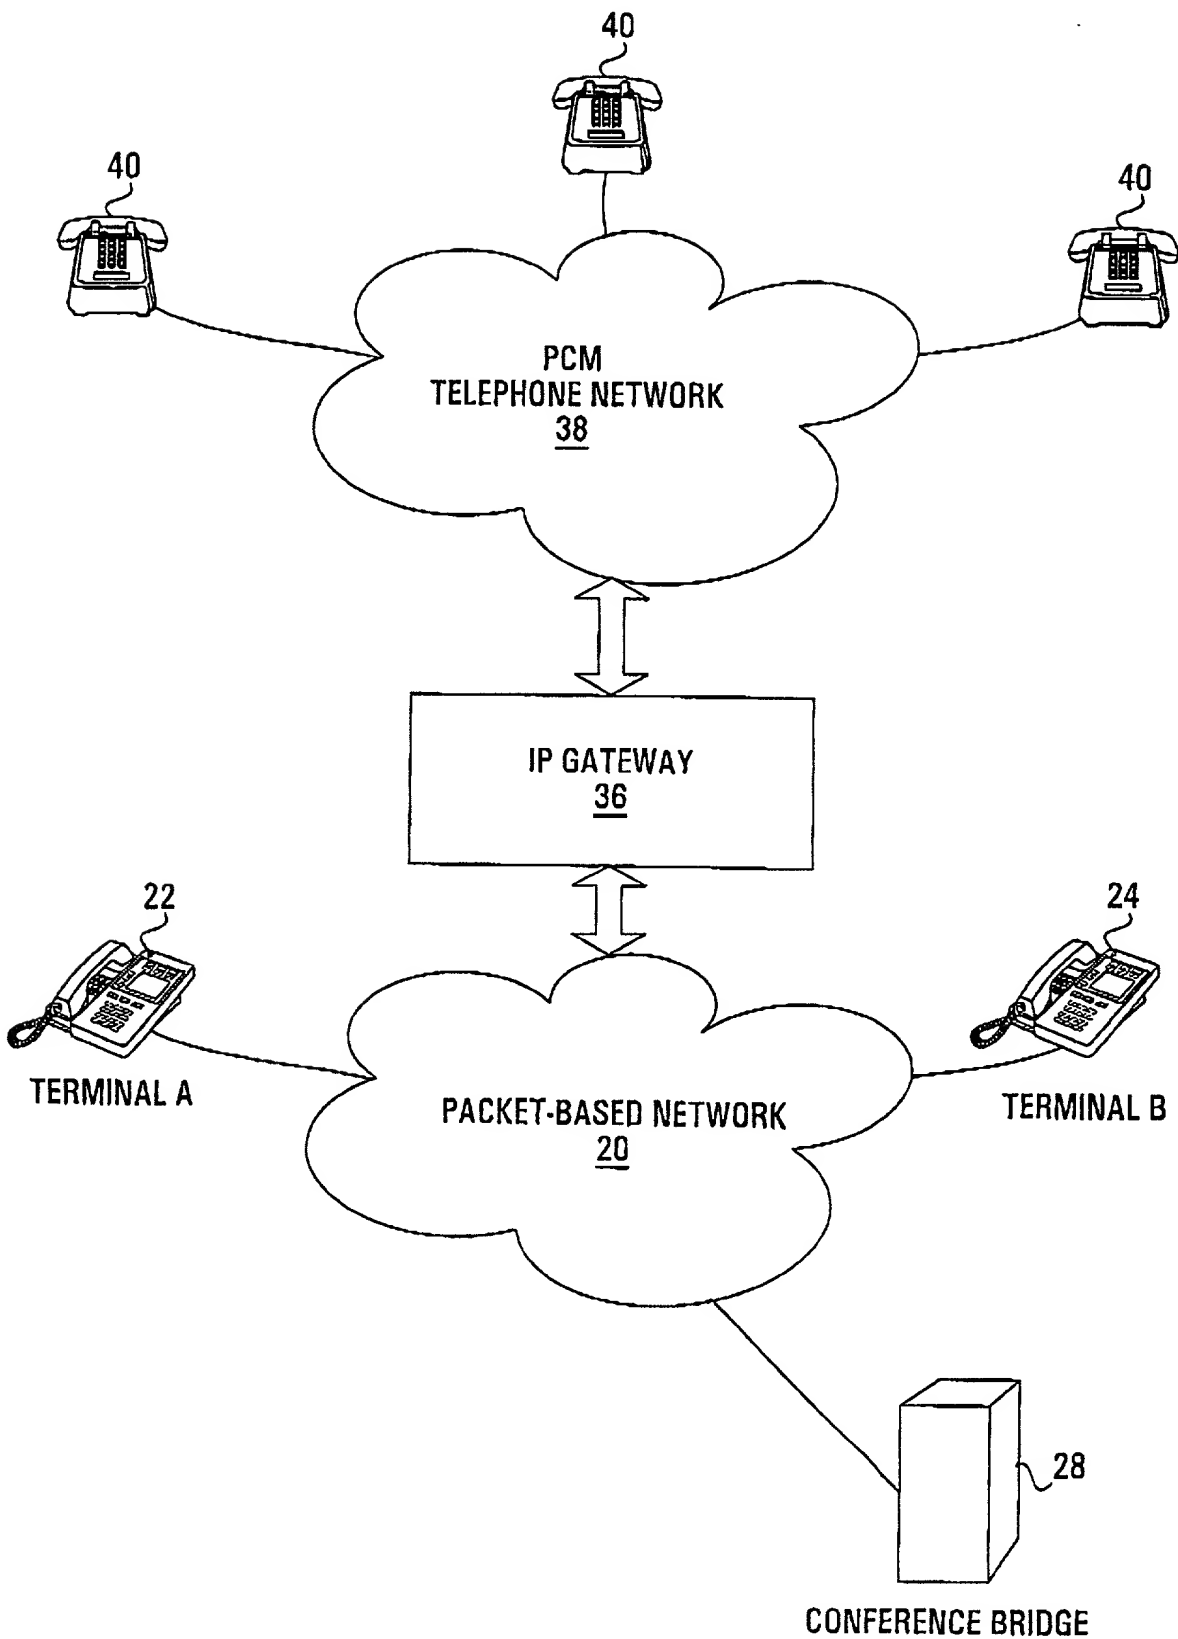 40
40
40
PCM
TELEPHONE NETWORK
38
IP GATEWAY
36
22
24
TERMINAL A
TERMINAL B
PACKET-BASED NETWORK
20
28
CONFERENCE BRIDGE